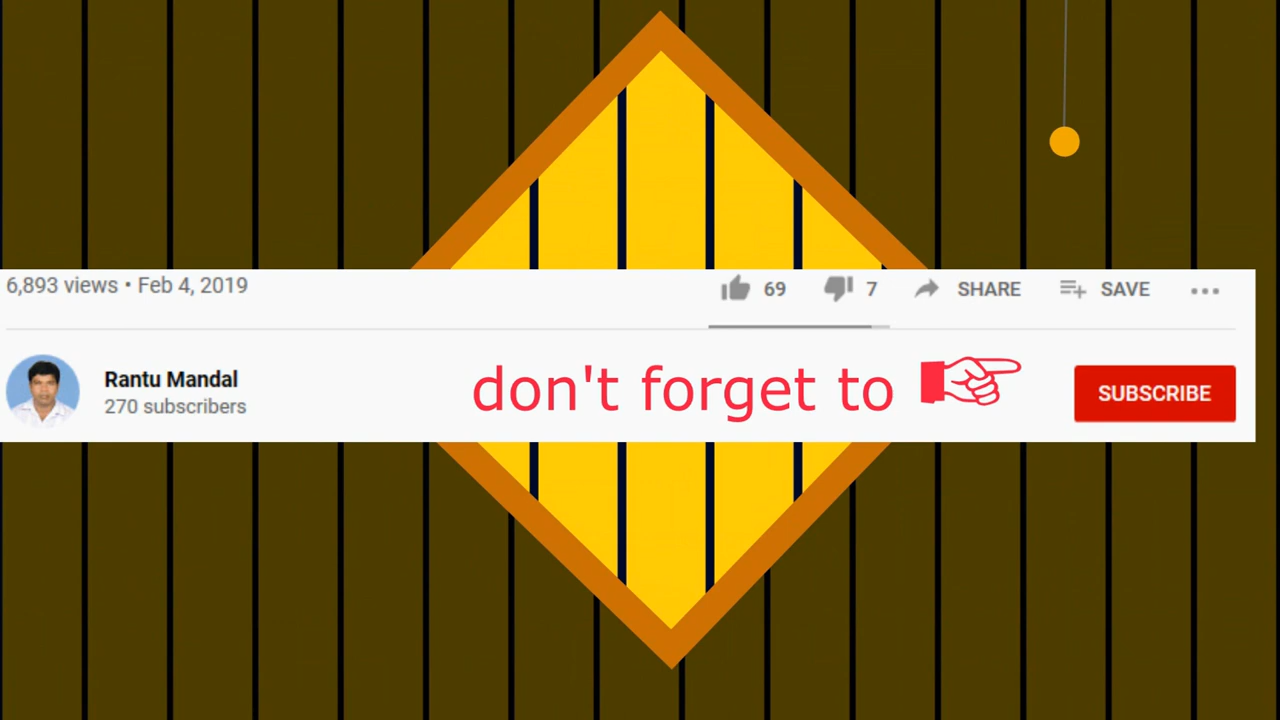 6,893 views • Feb 4, 2019
69 7 SHARE SAVE
Rantu Mandal
270 subscribers
don't forget to
SUBSCRIBE